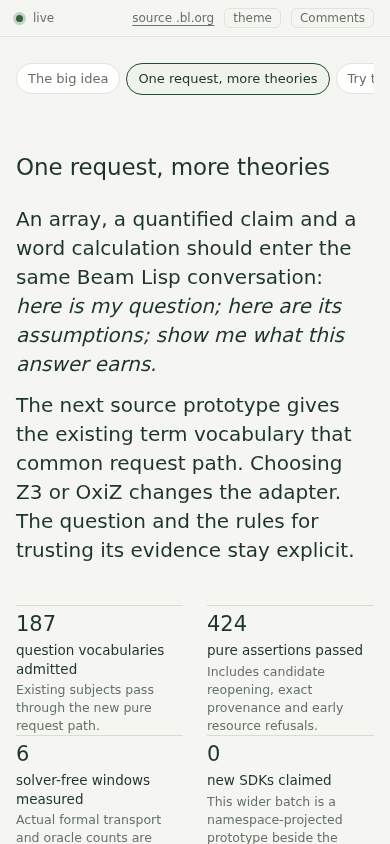 live source .bl.org theme Comments
The big idea One request, more theories Try t
One request, more theories
An array, a quantified claim and a
word calculation should enter the
same Beam Lisp conversation:
here is my question; here are its
assumptions; show me what this
answer earns.
The next source prototype gives
the existing term vocabulary that
common request path. Choosing
Z3 or OxiZ changes the adapter.
The question and the rules for
trusting its evidence stay explicit.
187
question vocabularies
admitted
Existing subjects pass
through the new pure
request path.
424
pure assertions passed
Includes candidate
reopening, exact
provenance and early
resource refusals.
6
solver-free windows
measured
Actual formal transport
and oracle counts are
0
new SDKs claimed
This wider batch is a
namespace-projected
prototype beside the